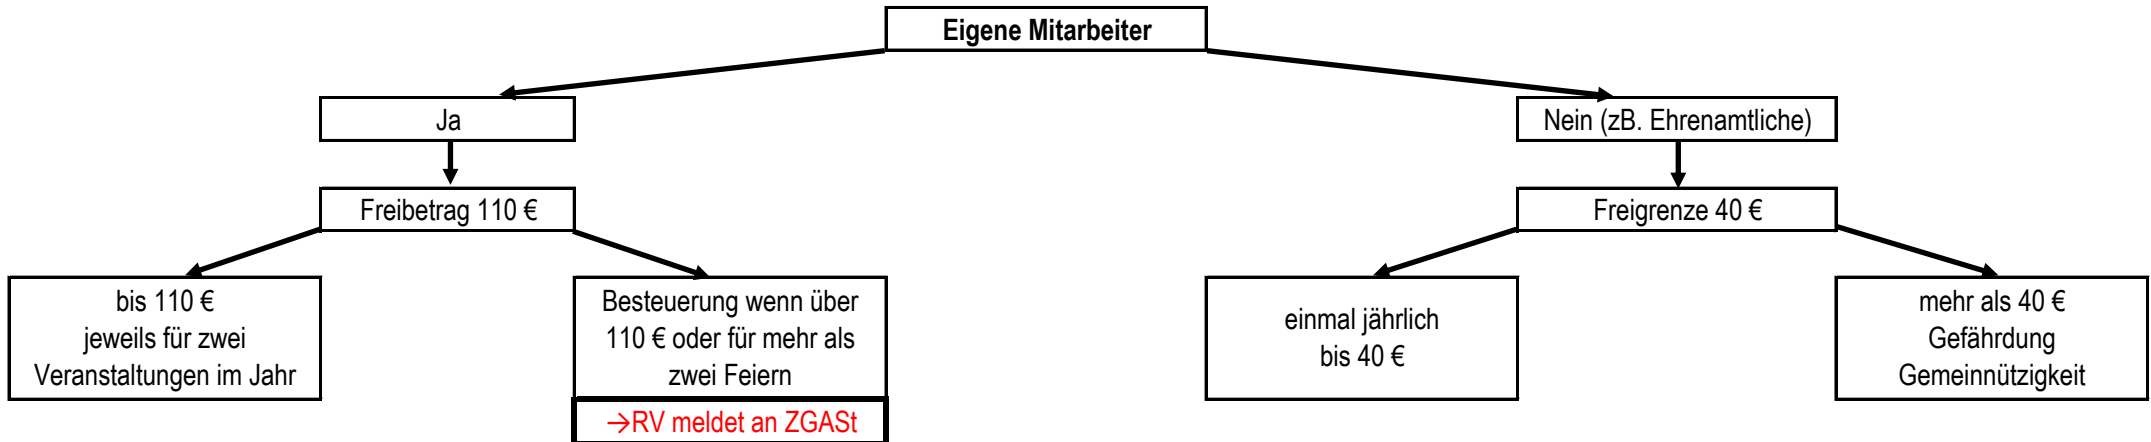 Eigene Mitarbeiter
Ja
Nein (zB. Ehrenamtliche)
Freibetrag 110 €
Freigrenze 40 €
bis 110 €
jeweils für zwei
Veranstaltungen im Jahr
Besteuerung wenn über
110 € oder für mehr als
zwei Feiern
→RV meldet an ZGASt
einmal jährlich
bis 40 €
mehr als 40 €
Gefährdung
Gemeinnützigkeit